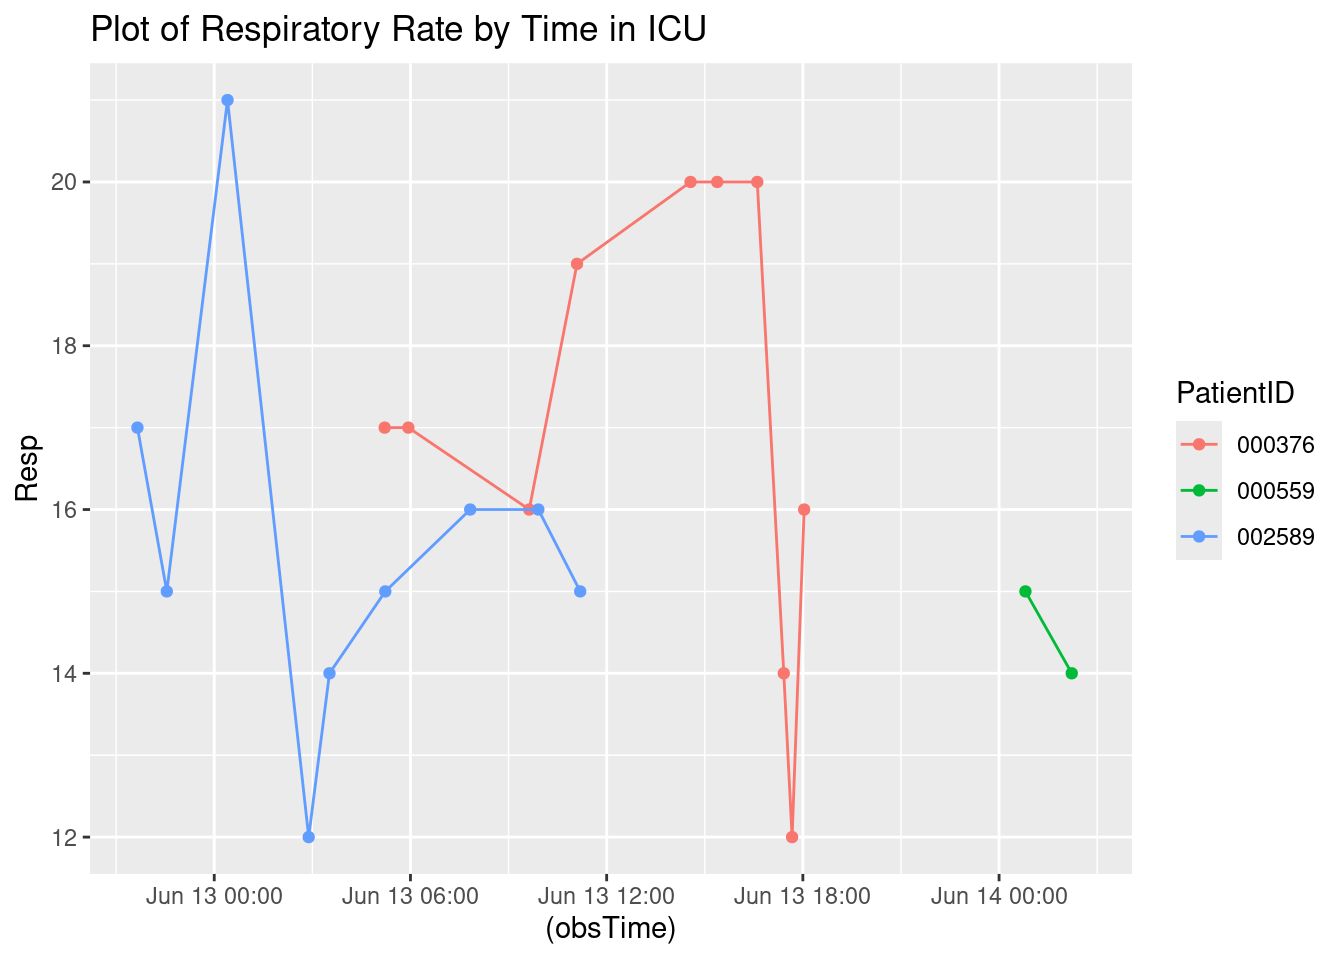 Plot of Respiratory Rate by Time in ICU
Resp
20
18
16
14
12
Jun 13 00:00
Jun 13 06:00
Jun 13 12:00
Jun 13 18:00
Jun 14 00:00
(obsTime)
PatientID
000376
000559
002589